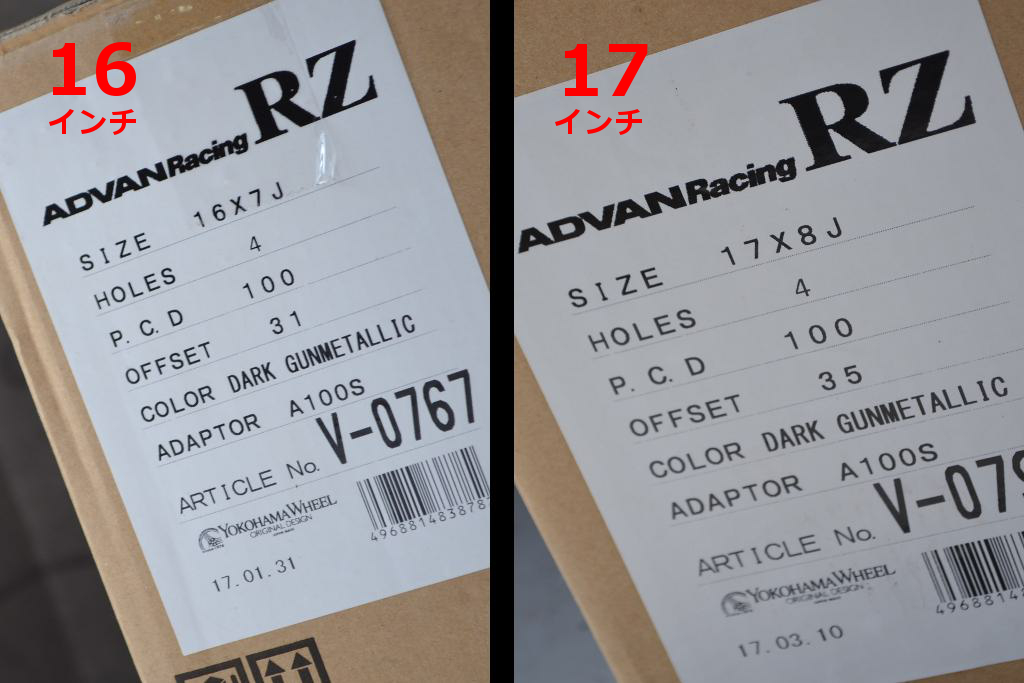 16
インチ
ADVAN Racing RZ
SIZE 16X7J
HOLES 4
P.C.D 100
OFFSET 31
COLOR DARK GUNMETALLIC
ADAPTOR A100S
ARTICLE No. V-0767
YOKOHAMA WHEEL
ORIGINAL DESIGN
496881483878
17.01.31
17
インチ
ADVAN Racing RZ
SIZE 17X8J
HOLES 4
P.C.D 100
OFFSET 35
COLOR DARK GUNMETALLIC
ADAPTOR A100S
ARTICLE No. V-079
YOKOHAMA WHEEL
ORIGINAL DESIGN
4968814
17.03.10